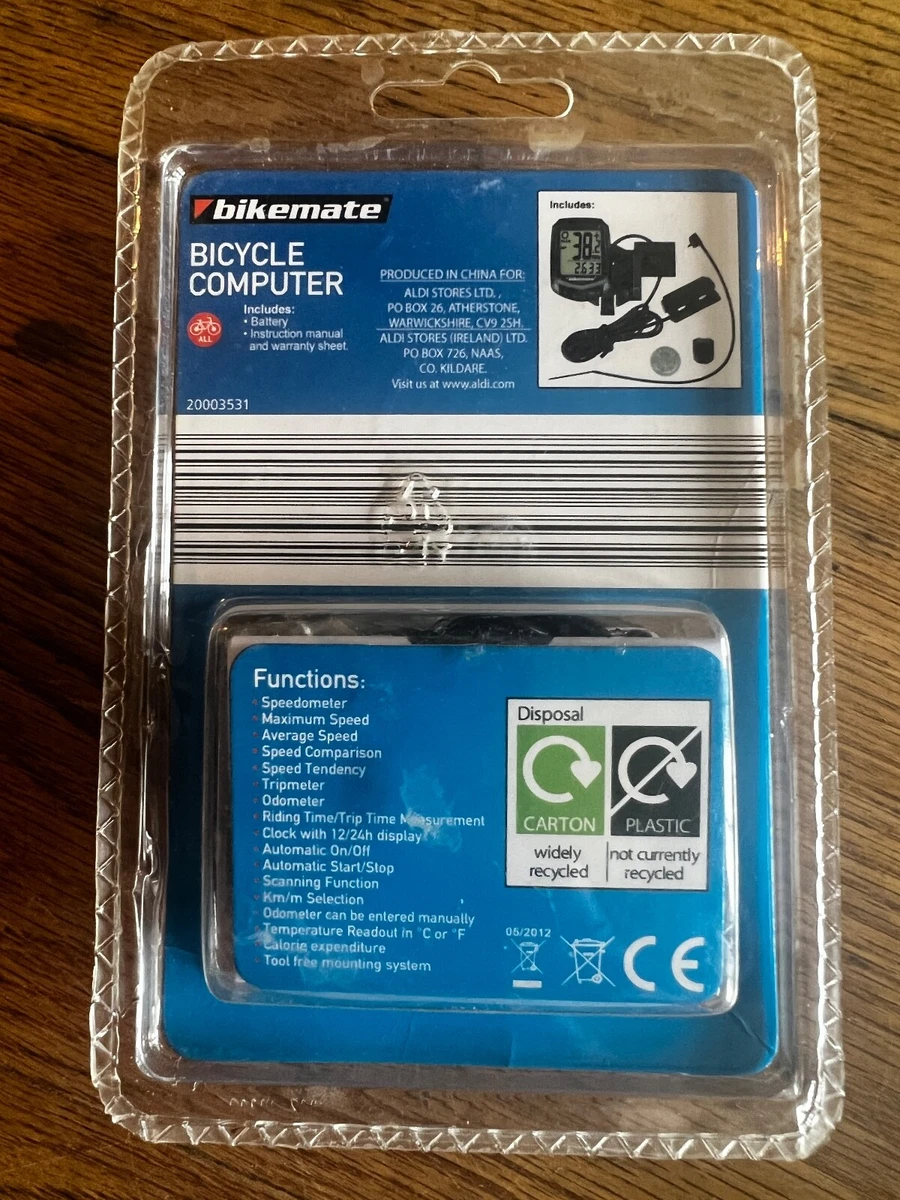 bikemate
BICYCLE
COMPUTER
Includes:
• Battery
• Instruction manual
and warranty sheet.
ALL
20003531
PRODUCED IN CHINA FOR:
ALDI STORES LTD. ,
PO BOX 26, ATHERSTONE,
WARWICKSHIRE, CV9 2SH.
ALDI STORES (IRELAND) LTD.
PO BOX 726, NAAS,
CO. KILDARE.
Visit us at www.aldi.com
Includes:
38.2
2633
Functions:
Speedometer
Maximum Speed
Average Speed
Speed Comparison
Speed Tendency
Tripmeter
Odometer
Riding Time/Trip Time Measurement
Clock with 12/24h display
Automatic On/Off
Automatic Start/Stop
Scanning Function
Km/m Selection
Odometer can be entered manually
Temperature Readout in °C or °F
Calorie expenditure
Tool free mounting system
Disposal
CARTON
PLASTIC
widely
recycled
not currently
recycled
05/2012
CE